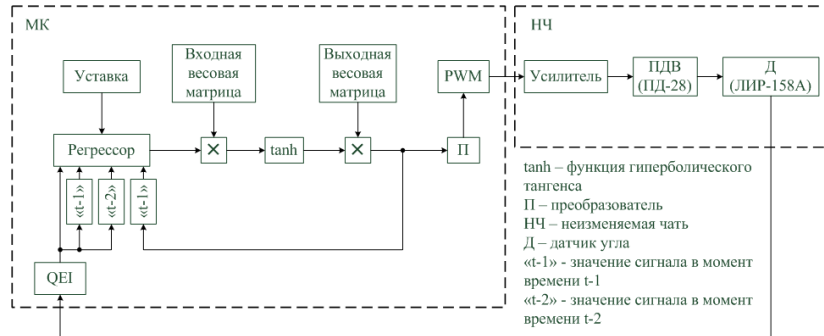 МК
НЧ
Входная
весовая
матрица
Выходная
весовая
матрица
Уставка
PWM
Усилитель
ПДВ
(ПД-28)
Д
(ЛИР-158А)
Регрессор
×
tanh
×
П
«t-1»
«t-2»
«t-1»
QEI
tanh – функция гиперболического
тангенса
П – преобразователь
НЧ – неизменяемая чать
Д – датчик угла
«t-1» - значение сигнала в момент
времени t-1
«t-2» - значение сигнала в момент
времени t-2